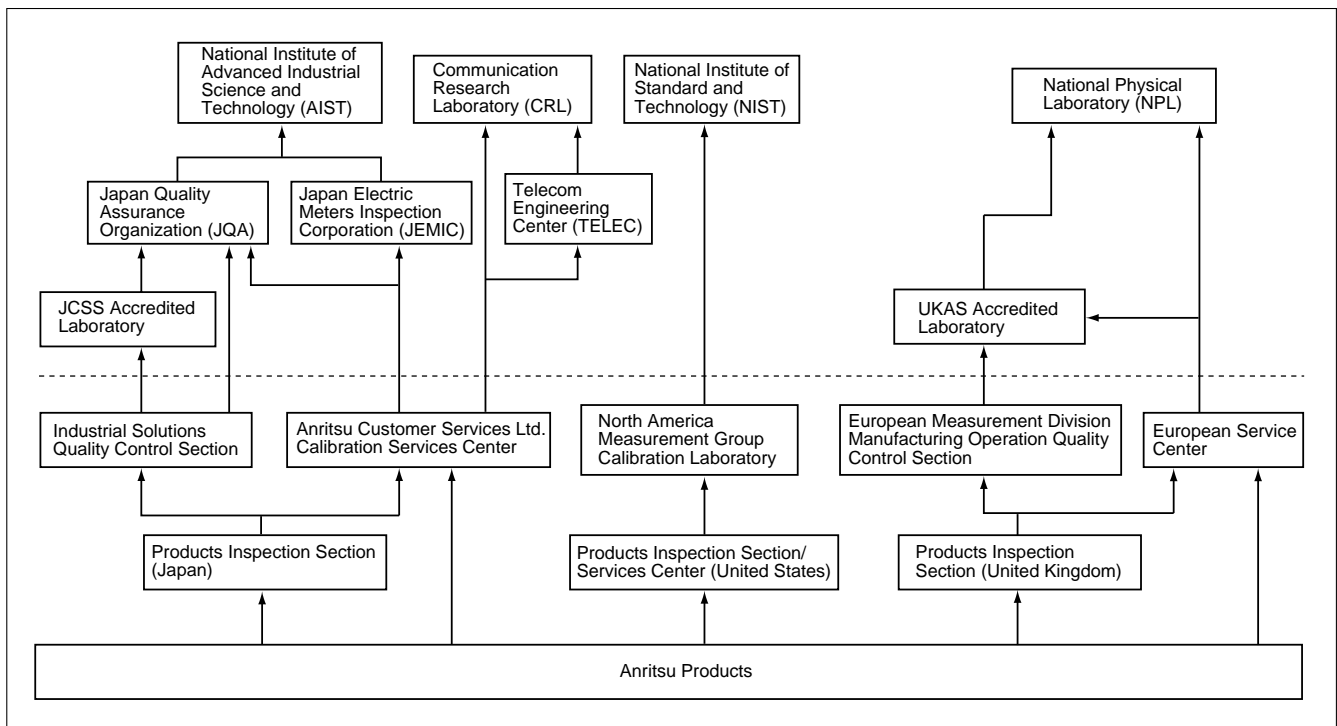 National Institute of
Advanced Industrial
Science and
Technology (AIST)
Communication
Research
Laboratory (CRL)
National Institute of
Standard and
Technology (NIST)
National Physical
Laboratory (NPL)
Japan Quality
Assurance
Organization (JQA)
Japan Electric
Meters Inspection
Corporation (JEMIC)
Telecom
Engineering
Center (TELEC)
JCSS Accredited
Laboratory
UKAS Accredited
Laboratory
Industrial Solutions
Quality Control Section
Anritsu Customer Services Ltd.
Calibration Services Center
North America
Measurement Group
Calibration Laboratory
European Measurement Division
Manufacturing Operation Quality
Control Section
European Service
Center
Products Inspection Section
(Japan)
Products Inspection Section/
Services Center (United States)
Products Inspection
Section (United Kingdom)
Anritsu Products